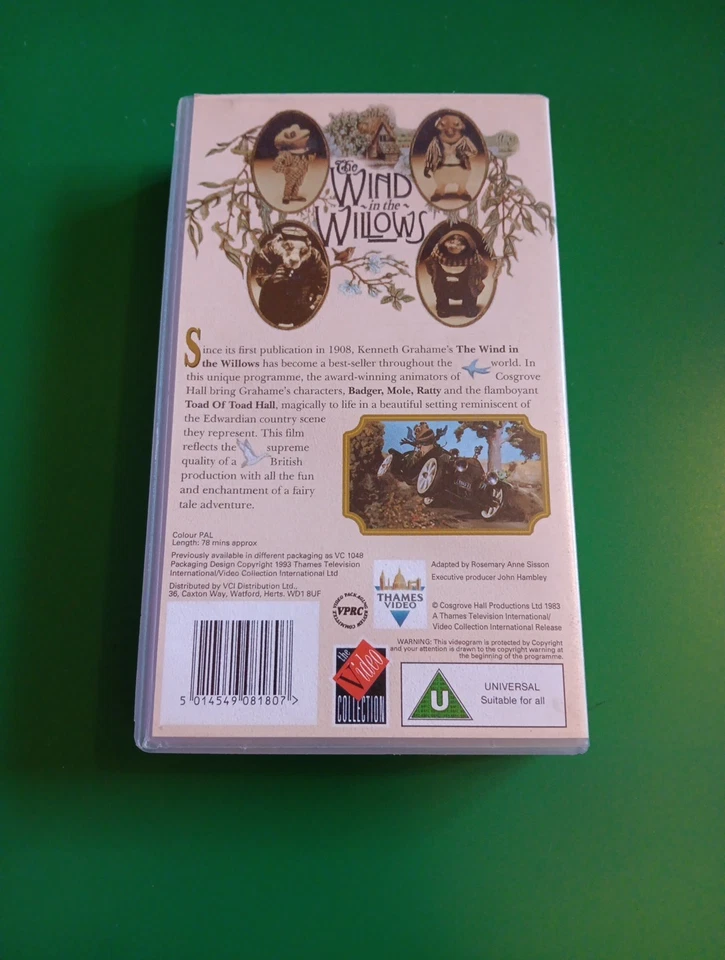 The
WIND
in the
WILLOWS
Since its first publication in 1908, Kenneth Grahame's The Wind in
the Willows has become a best-seller throughout the world. In
this unique programme, the award-winning animators of Cosgrove
Hall bring Grahame's characters, Badger, Mole, Ratty and the flamboyant
Toad Of Toad Hall, magically to life in a beautiful setting reminiscent of
the Edwardian country scene
they represent. This film
reflects the supreme
quality of a British
production with all the fun
and enchantment of a fairy
tale adventure.
Colour PAL
Length: 78 mins approx
Previously available in different packaging as VC 1048
Packaging Design Copyright 1993 Thames Television
International/Video Collection International Ltd
Distributed by VCI Distribution Ltd.,
36, Caxton Way, Watford, Herts. WD1 8UF
VIDEO PACKAGING REVIEW COMMITTEE
VPRC
THAMES
VIDEO
Adapted by Rosemary Anne Sisson
Executive producer John Hambley
© Cosgrove Hall Productions Ltd 1983
A Thames Television International/
Video Collection International Release
WARNING: This videogram is protected by Copyright
and your attention is drawn to the copyright warning at
the beginning of the programme.
5 014549 081807 >
the
Video
COLLECTION
U
UNIVERSAL
Suitable for all